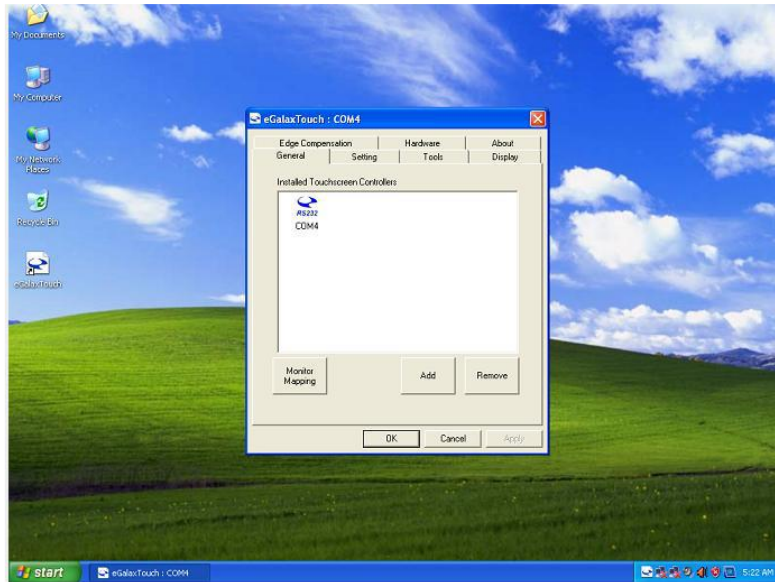 My Documents
My Computer
My Network
Places
Recycle Bin
eGalaxTouch
eGalaxTouch : COM4
Edge Compensation Hardware About
General Setting Tools Display
Installed Touchscreen Controllers
RS232
COM4
Monitor
Mapping
Add
Remove
OK Cancel Apply
start
eGalaxTouch : COM4
5:22 AM